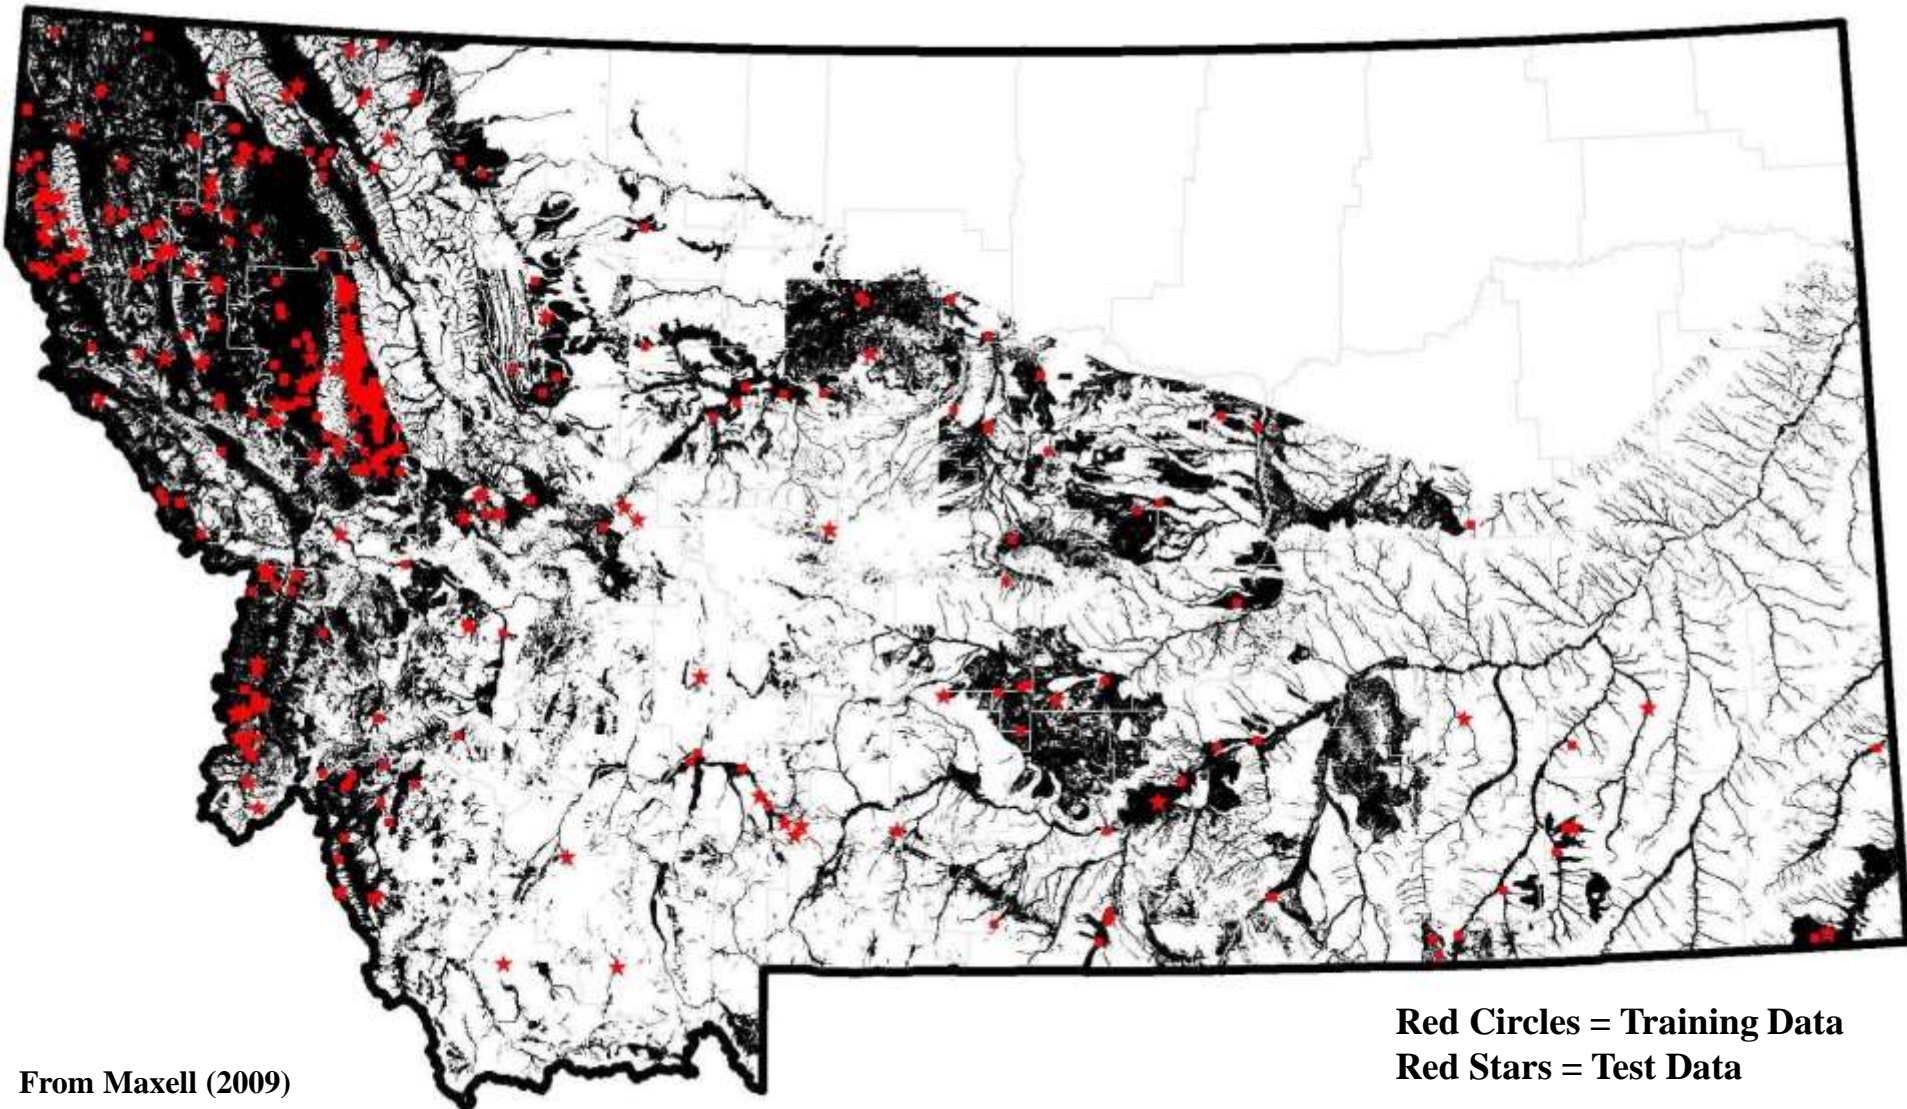 Red Circles = Training Data
Red Stars = Test Data
From Maxell (2009)